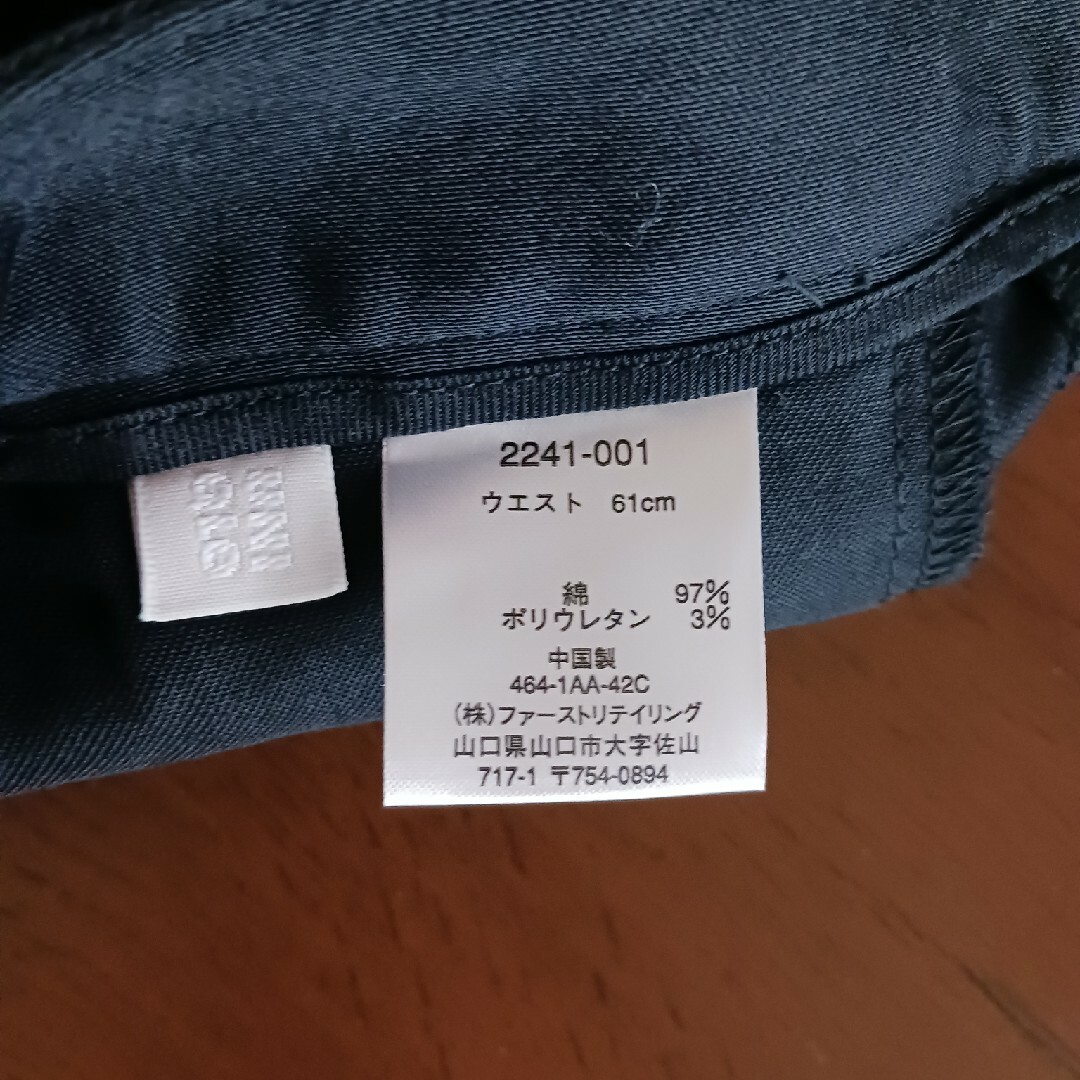 2241-001
ウエスト 61cm
綿 97%
ポリウレタン 3%
中国製
464-1AA-42C
(株)ファーストリテイリング
山口県山口市大字佐山
717-1 〒754-0894
UNI
QLO